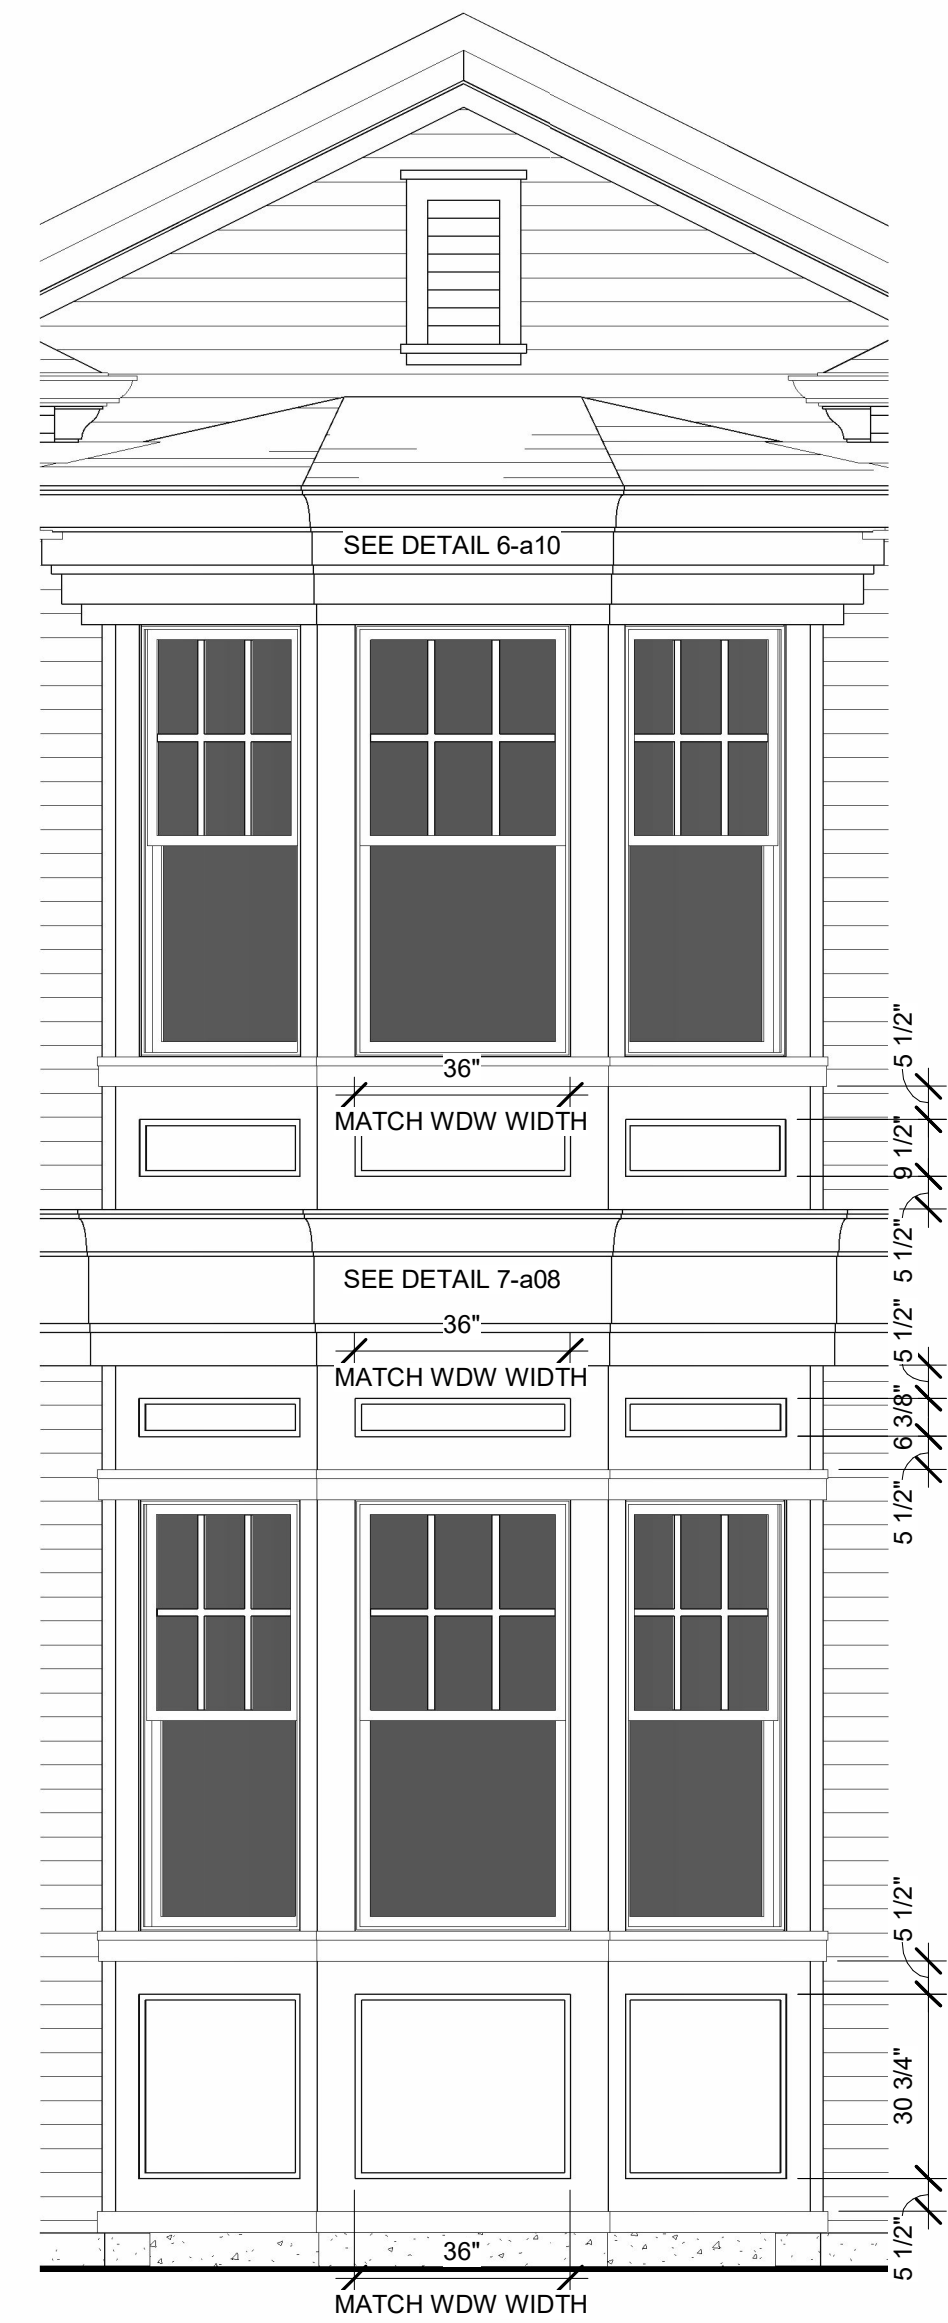 SEE DETAIL 6-a10
5 1/2"
36"
MATCH WDW WIDTH
9 1/2"
5 1/2"
SEE DETAIL 7-a08
36"
5 1/2"
MATCH WDW WIDTH
6 3/8"
5 1/2"
5 1/2"
30 3/4"
5 1/2"
36"
MATCH WDW WIDTH